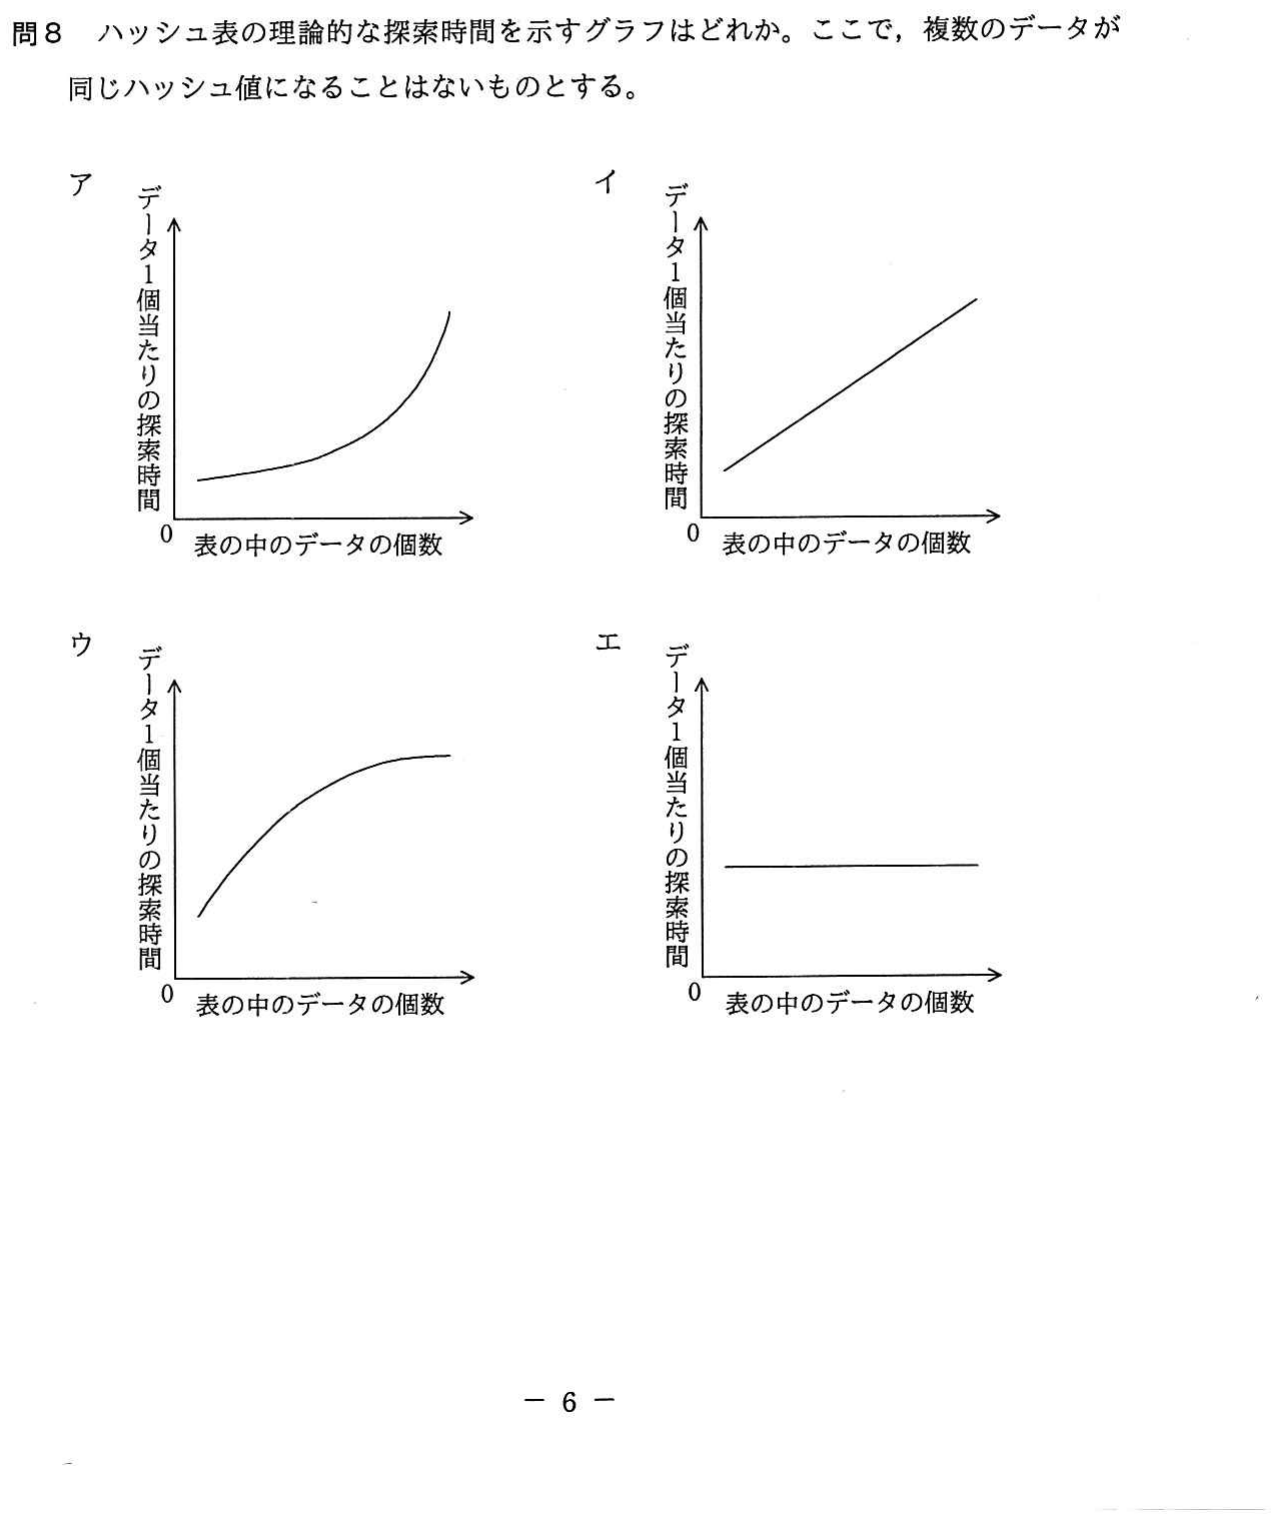 問８　ハッシュ表の理論的な探索時間を示すグラフはどれか。ここで，複数のデータが
同じハッシュ値になることはないものとする。
ア
データ1個当たりの探索時間
0
表の中のデータの個数
イ
データ1個当たりの探索時間
0
表の中のデータの個数
ウ
データ1個当たりの探索時間
0
表の中のデータの個数
エ
データ1個当たりの探索時間
0
表の中のデータの個数
－ 6 －